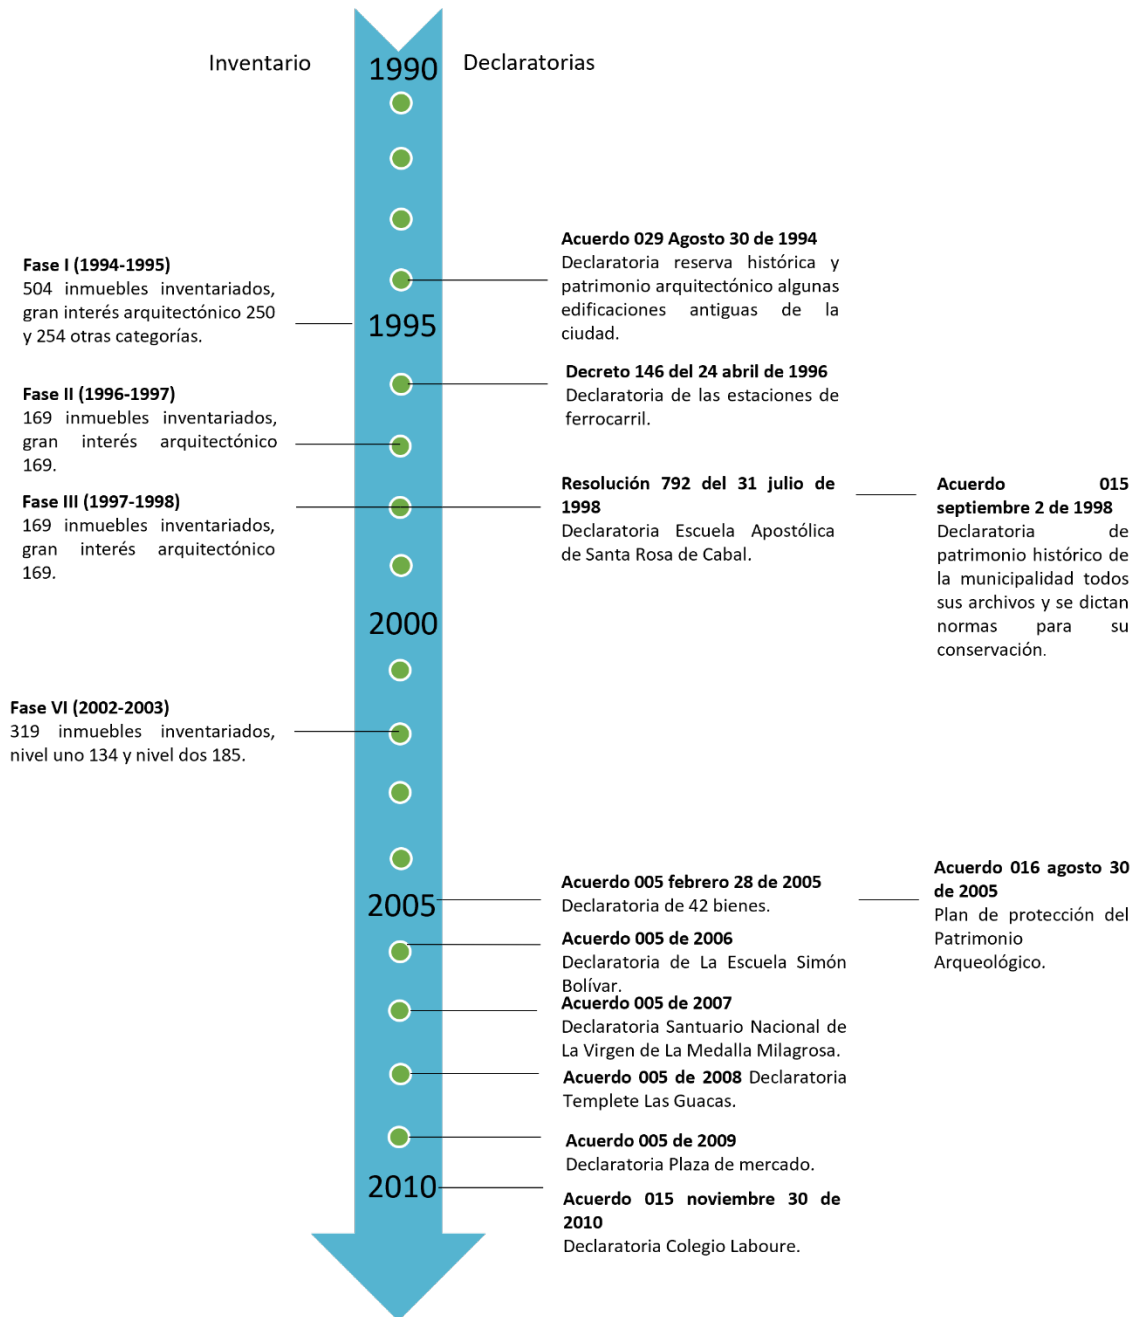 Inventario
1990
Declaratorias
Acuerdo 029 Agosto 30 de 1994
Declaratoria reserva histórica y
patrimonio arquitectónico algunas
edificaciones antiguas de la
ciudad.
Fase I (1994-1995)
504 inmuebles inventariados,
gran interés arquitectónico 250
y 254 otras categorías.
1995
Decreto 146 del 24 abril de 1996
Declaratoria de las estaciones de
ferrocarril.
Fase II (1996-1997)
169 inmuebles inventariados,
gran interés arquitectónico
169.
Fase III (1997-1998)
169 inmuebles inventariados,
gran interés arquitectónico
169.
Resolución 792 del 31 julio de
1998
Declaratoria Escuela Apostólica
de Santa Rosa de Cabal.
Acuerdo 015
septiembre 2 de 1998
Declaratoria de
patrimonio histórico de
la municipalidad todos
sus archivos y se dictan
normas para su
conservación.
2000
Fase VI (2002-2003)
319 inmuebles inventariados,
nivel uno 134 y nivel dos 185.
2005
Acuerdo 005 febrero 28 de 2005
Declaratoria de 42 bienes.
Acuerdo 016 agosto 30
de 2005
Plan de protección del
Patrimonio
Arqueológico.
Acuerdo 005 de 2006
Declaratoria de La Escuela Simón
Bolívar.
Acuerdo 005 de 2007
Declaratoria Santuario Nacional de
La Virgen de La Medalla Milagrosa.
Acuerdo 005 de 2008 Declaratoria
Templete Las Guacas.
Acuerdo 005 de 2009
Declaratoria Plaza de mercado.
2010
Acuerdo 015 noviembre 30 de
2010
Declaratoria Colegio Laboure.